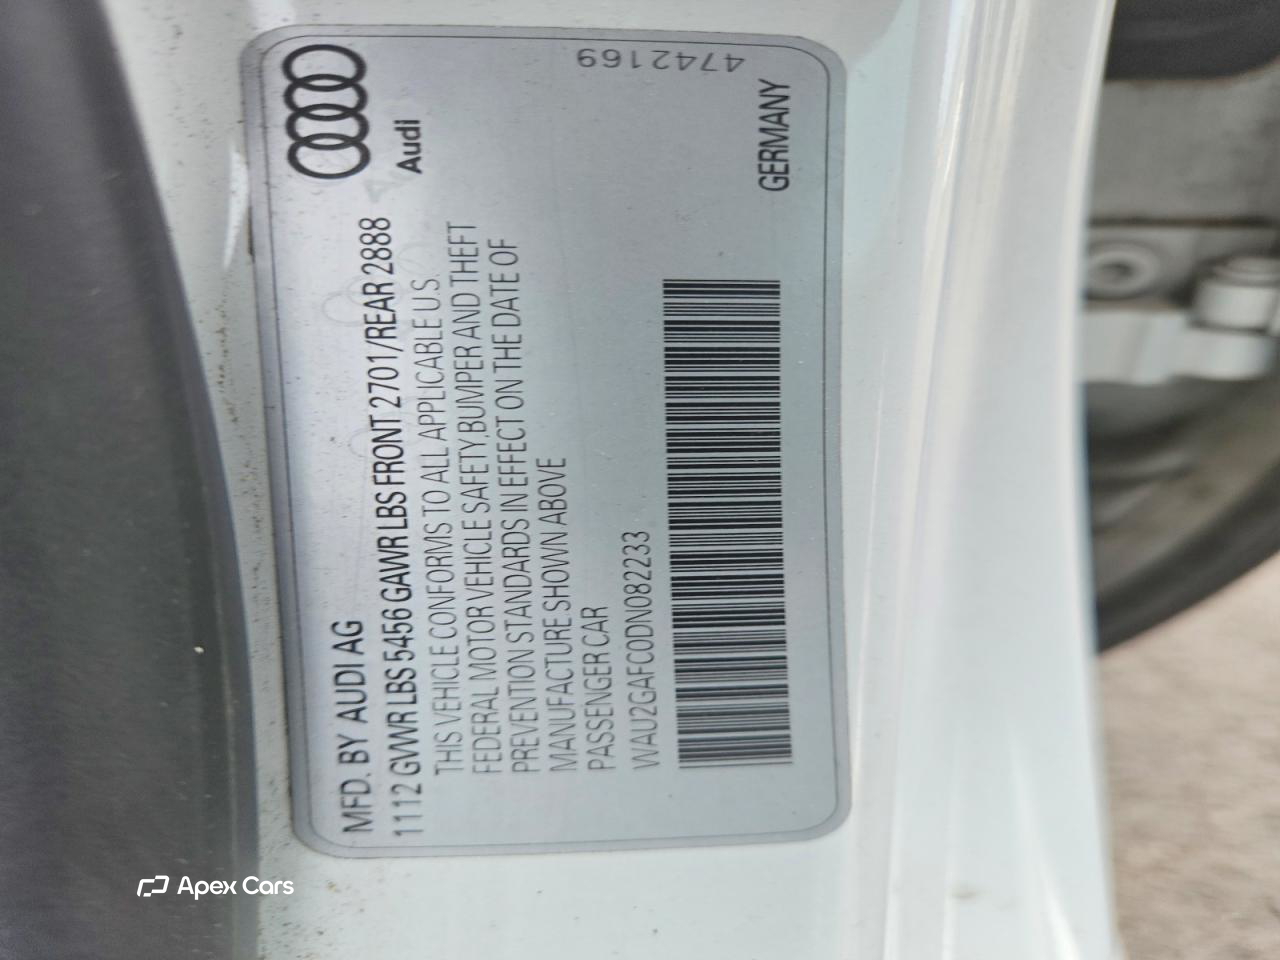 MFD. BY AUDI AG
1112 GVWR LBS 5456 GAWR LBS FRONT 2701/REAR 2888
THIS VEHICLE CONFORMS TO ALL APPLICABLE U.S.
FEDERAL MOTOR VEHICLE SAFETY, BUMPER AND THEFT
PREVENTION STANDARDS IN EFFECT ON THE DATE OF
MANUFACTURE SHOWN ABOVE
PASSENGER CAR
WAU2GAFC0DN082233
Audi
GERMANY
4742169
Apex Cars